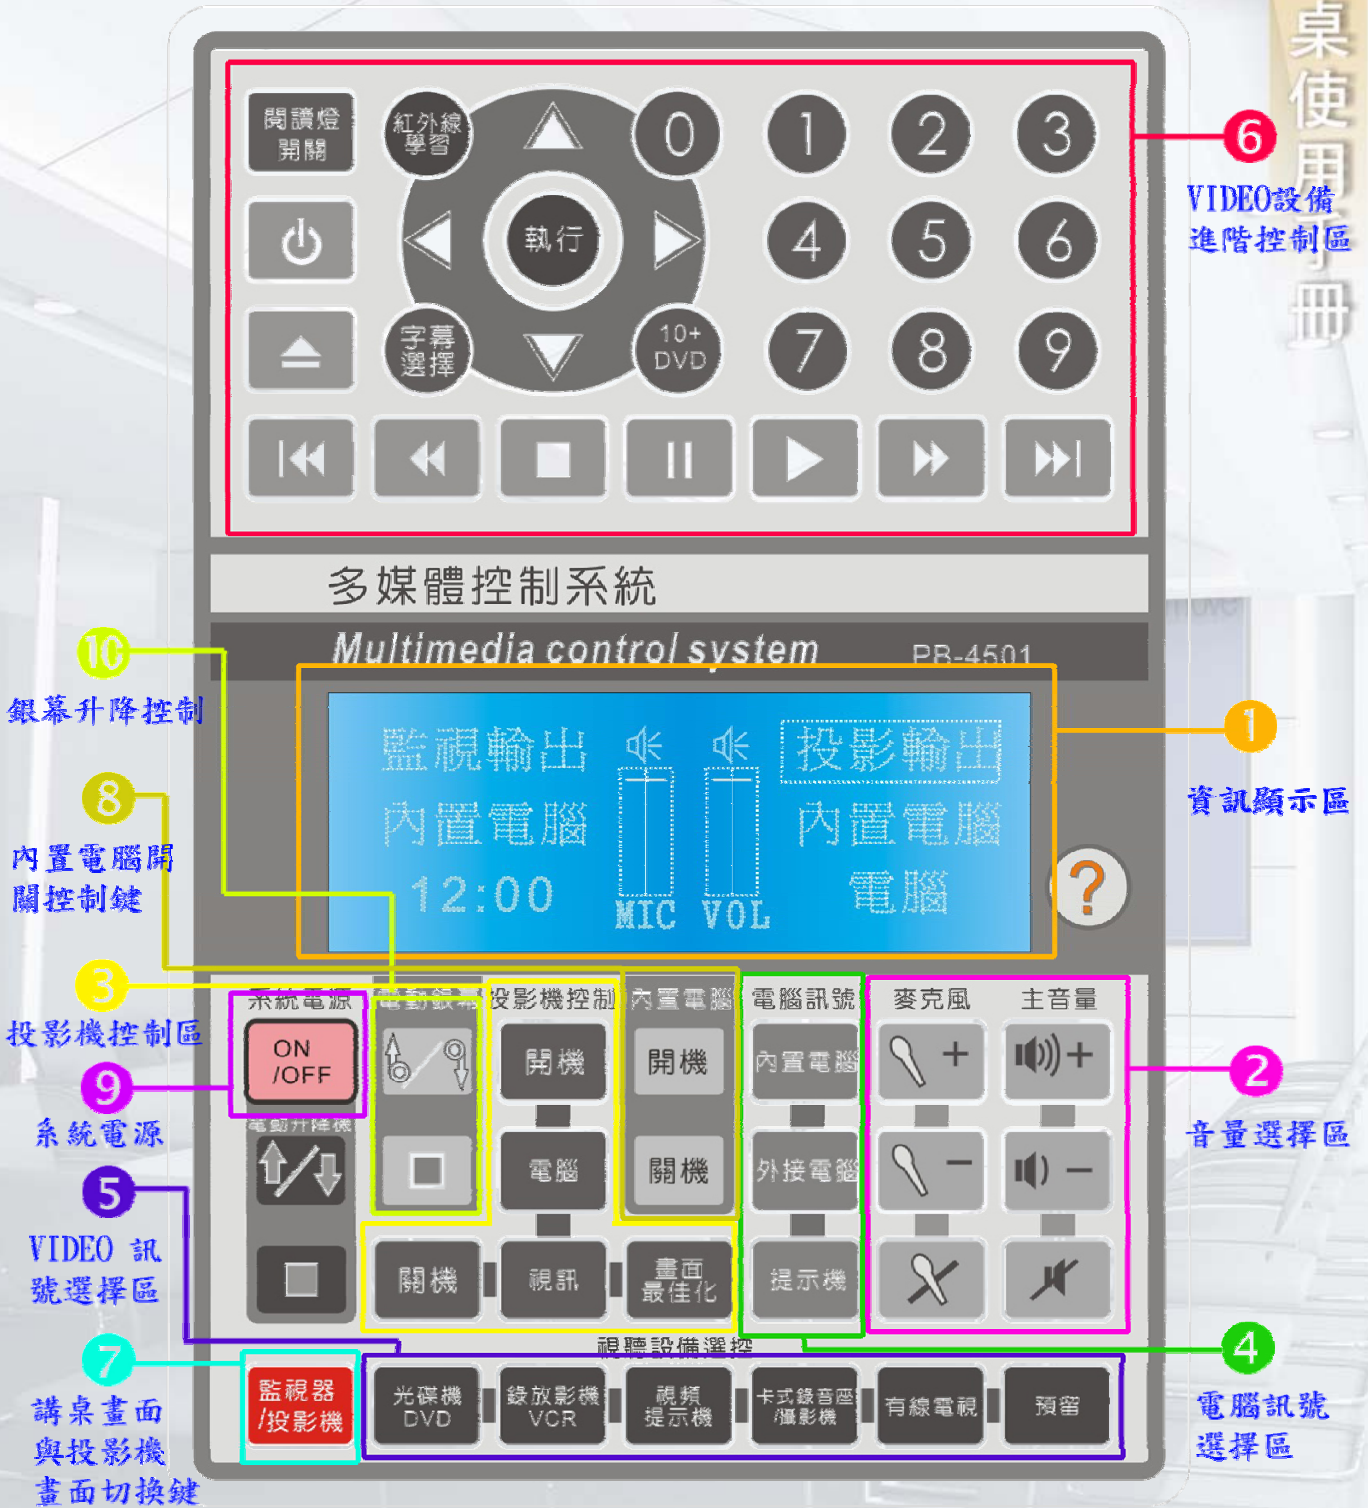 桌使用手冊
閱讀燈
開關
紅外線
學習
0
1
2
3
6
VIDEO設備
進階控制區
執行
4
5
6
字幕
選擇
10+
DVD
7
8
9
多媒體控制系統
Multimedia control system
PB-4501
10
銀幕升降控制
監視輸出
投影輸出
1
資訊顯示區
8
內置電腦開
關控制鍵
內置電腦
內置電腦
12:00
MIC
VOL
電腦
?
3
投影機控制區
系統電源
電動銀幕
投影機控制
內置電腦
電腦訊號
麥克風
主音量
9
系統電源
ON
/OFF
開機
開機
內置電腦
+
+
2
音量選擇區
電動升降機
電腦
關機
外接電腦
−
−
5
VIDEO 訊
號選擇區
關機
視訊
畫面
最佳化
提示機
視聽設備選控
7
講桌畫面
與投影機
畫面切換鍵
監視器
/投影機
光碟機
DVD
錄放影機
VCR
視頻
提示機
卡式錄音座
/攝影機
有線電視
預留
4
電腦訊號
選擇區